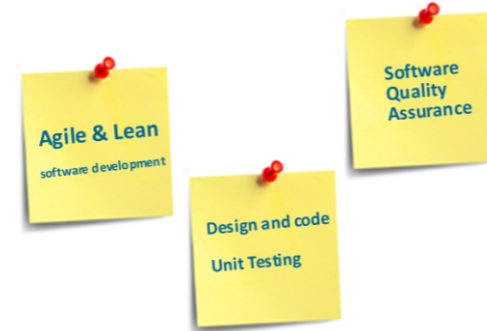 Agile & Lean
software development
Design and code
Unit Testing
Software
Quality
Assurance